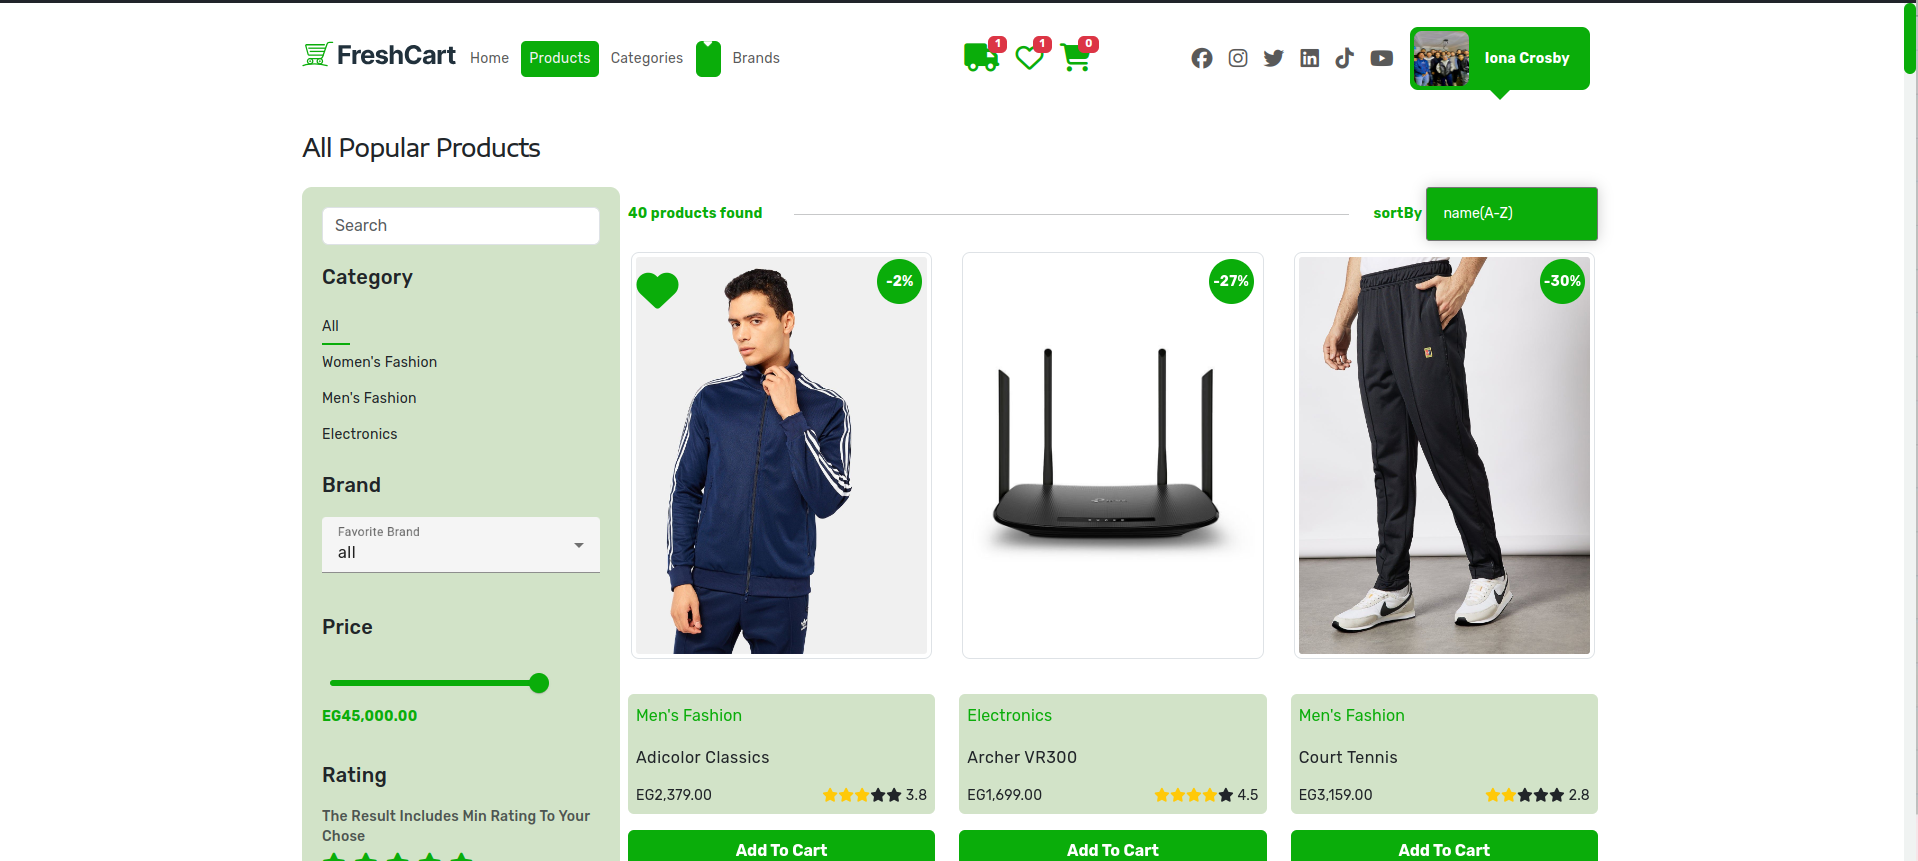 FreshCart
Home
Products
Categories
Brands
1
1
0
Iona Crosby
All Popular Products
Search
Category
All
Women's Fashion
Men's Fashion
Electronics
Brand
Favorite Brand
all
Price
EG45,000.00
Rating
The Result Includes Min Rating To Your
Chose
40 products found
sortBy
name(A-Z)
-2%
-27%
-30%
Men's Fashion
Adicolor Classics
EG2,379.00
3.8
Add To Cart
Electronics
Archer VR300
EG1,699.00
4.5
Add To Cart
Men's Fashion
Court Tennis
EG3,159.00
2.8
Add To Cart